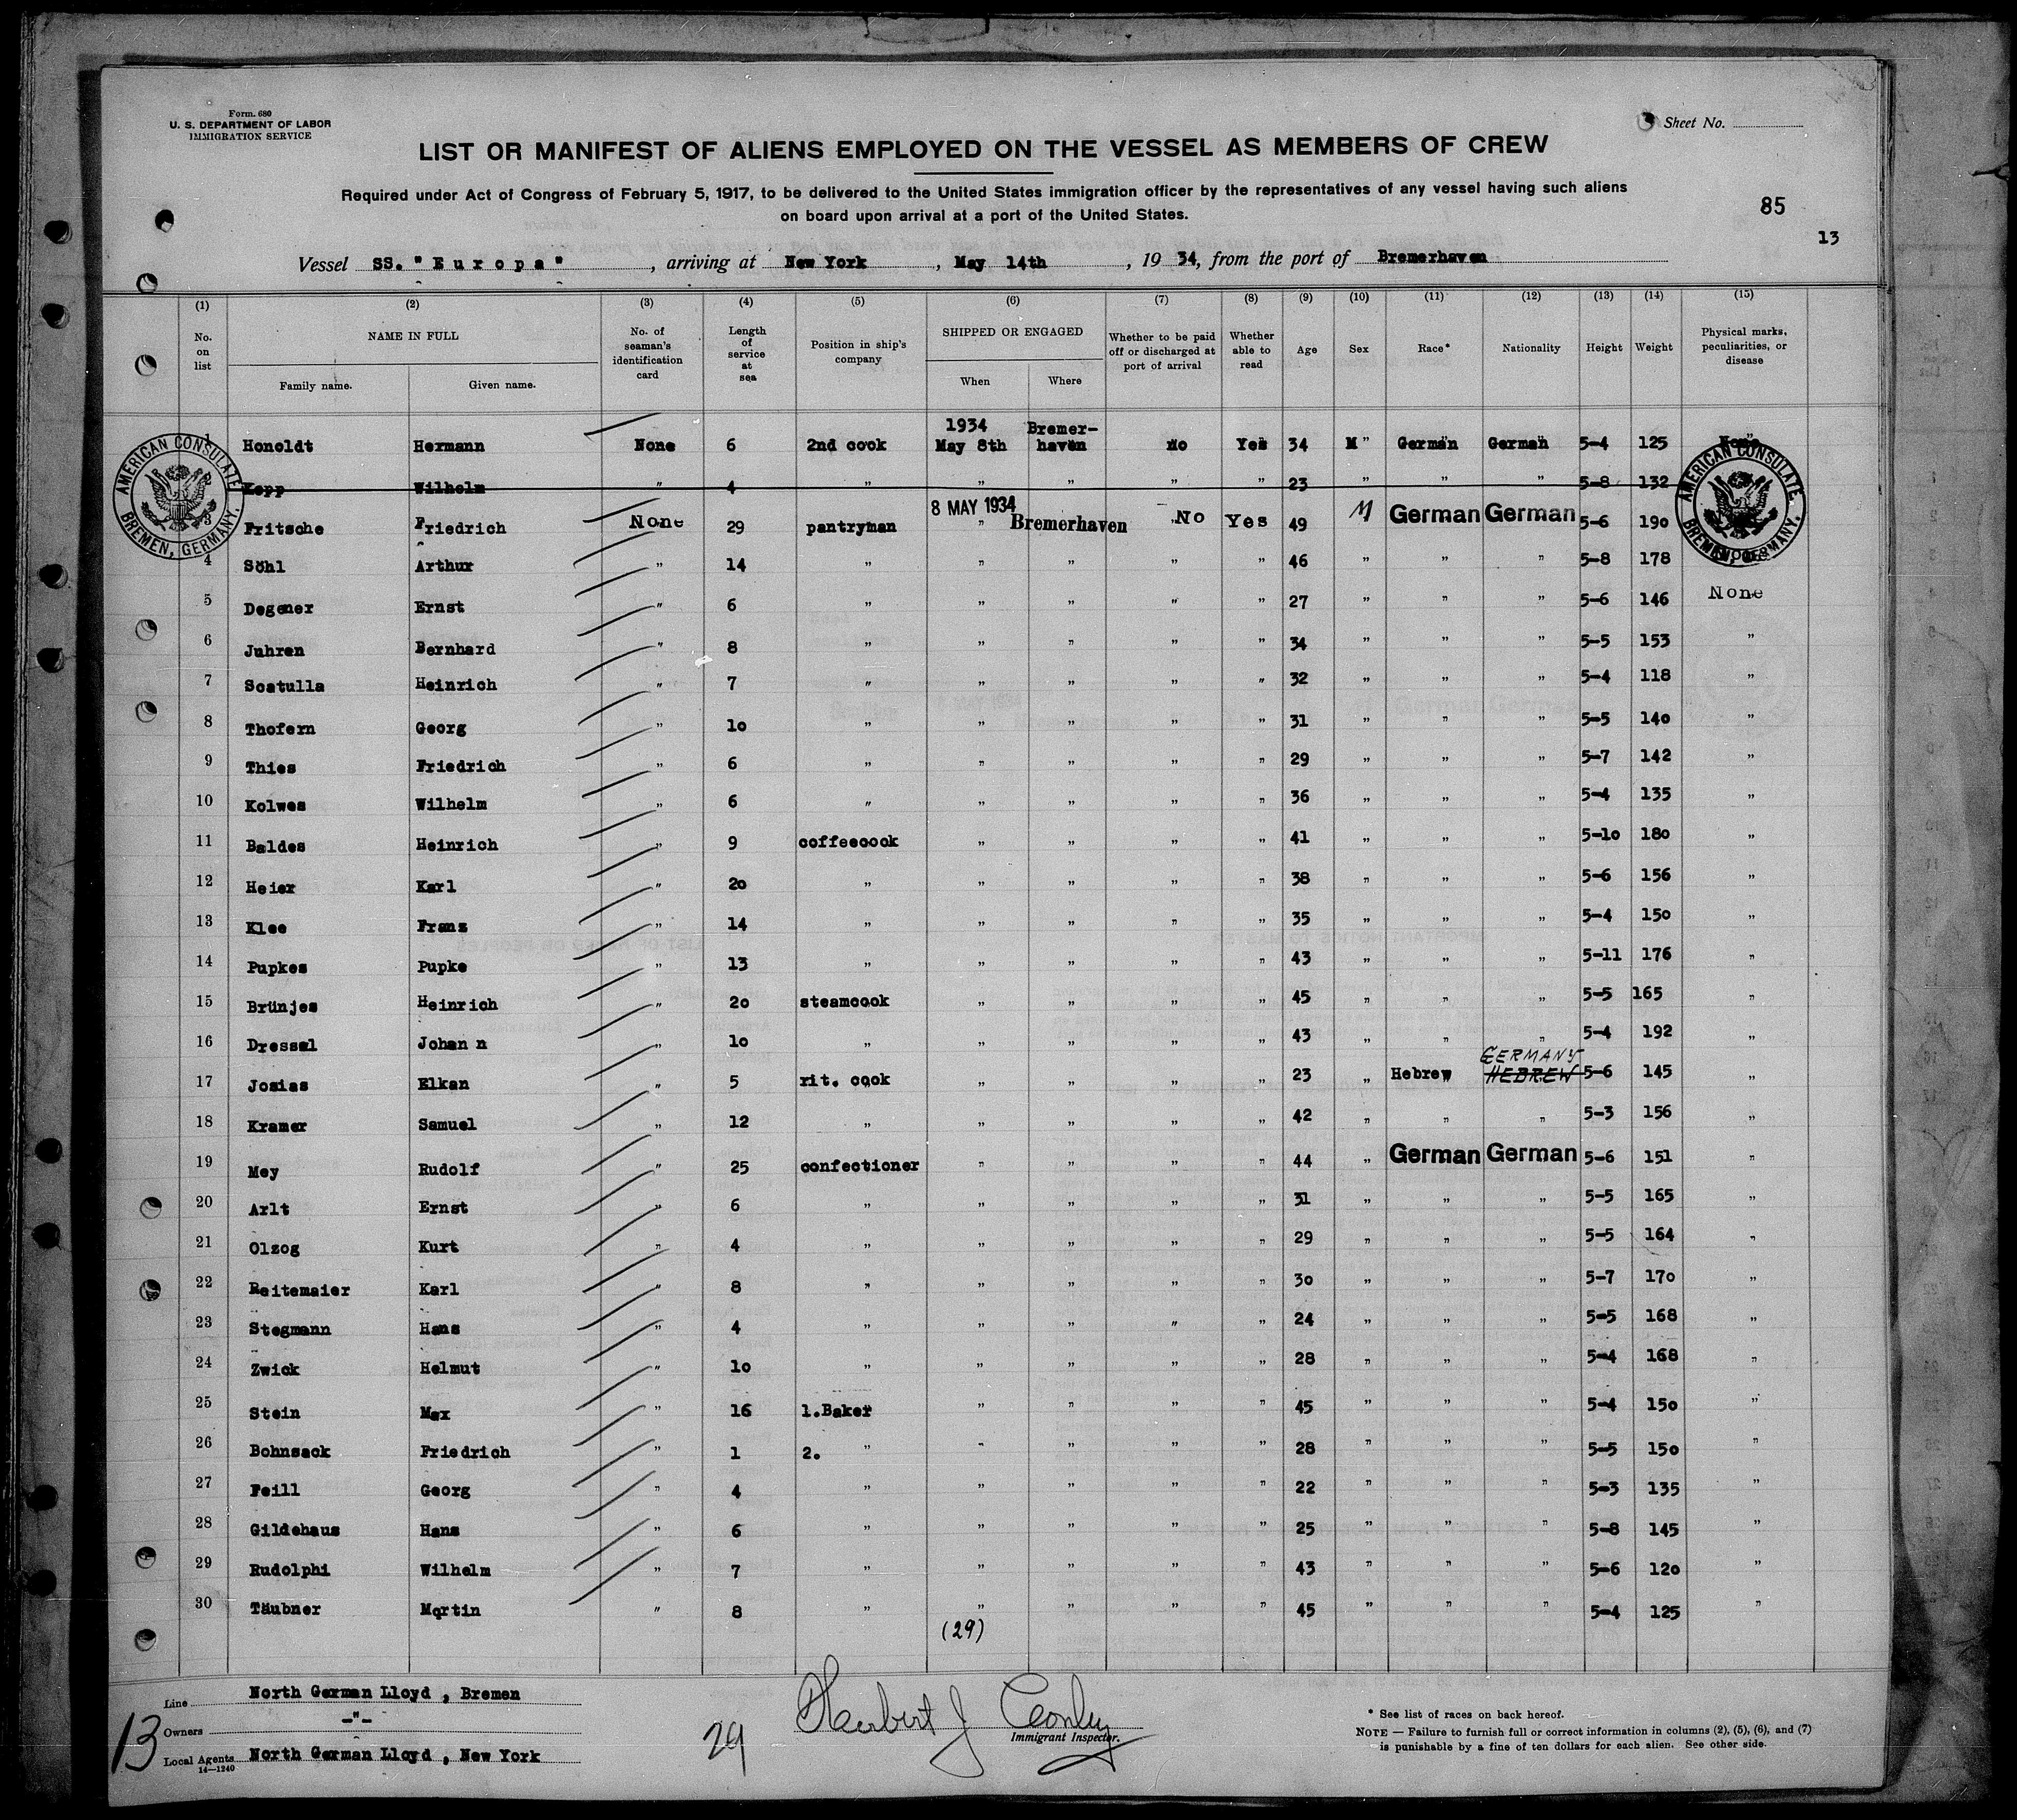 Form. 680
U. S. DEPARTMENT OF LABOR
IMMIGRATION SERVICE
Sheet No.
LIST OR MANIFEST OF ALIENS EMPLOYED ON THE VESSEL AS MEMBERS OF CREW
Required under Act of Congress of February 5, 1917, to be delivered to the United States immigration officer by the representatives of any vessel having such aliens
on board upon arrival at a port of the United States.
85
13
Vessel SS. "Europa", arriving at New York, May 14th, 19 34, from the port of Bremerhaven
(1) (2) (3) (4) (5) (6) (7) (8) (9) (10) (11) (12) (13) (14) (15)
No. on list NAME IN FULL Family name. Given name. No. of seaman's identification card Length of service at sea Position in ship's company SHIPPED OR ENGAGED When Where Whether to be paid off or discharged at port of arrival Whether able to read Age Sex Race* Nationality Height Weight Physical marks, peculiarities, or disease
1934 Bremer-
1 Honoldt Hermann None 6 2nd cook May 8th haven No Yes 34 M " German German 5-4 125 None
Kopp Wilhelm " 4 " " " " " 23 " " " 5-8 132
3 Fritsche Friedrich None 29 pantryman 8 MAY 1934 " Bremerhaven " No Yes 49 M German German 5-6 190
4 Söhl Arthur " 14 " " " " " 46 " " " 5-8 178
5 Degener Ernst " 6 " " " " " 27 " " " 5-6 146 None
6 Juhren Bernhard " 8 " " " " " 34 " " " 5-5 153 "
7 Scatulla Heinrich " 7 " " " " " 32 " " " 5-4 118 "
8 Thofern Georg " 10 " " " " " 31 " " " 5-5 140 "
9 Thies Friedrich " 6 " " " " " 29 " " " 5-7 142 "
10 Kolwes Wilhelm " 6 " " " " " 36 " " " 5-4 135 "
11 Baldes Heinrich " 9 coffeecook " " " " 41 " " " 5-10 180 "
12 Heier Karl " 20 " " " " " 38 " " " 5-6 156 "
13 Klee Franz " 14 " " " " " 35 " " " 5-4 150 "
14 Pupkes Pupke " 13 " " " " " 43 " " " 5-11 176 "
15 Brünjes Heinrich " 20 steamcook " " " " 45 " " " 5-5 165 "
16 Dressel Johan n " 10 " " " " " 43 " " " 5-4 192 "
GERMANY
17 Josias Elkan " 5 rit. cook " " " " 23 " Hebrew HEBREW 5-6 145 "
18 Kramer Samuel " 12 " " " " " 42 " " " 5-3 156 "
19 Mey Rudolf " 25 confectioner " " " " 44 " German German 5-6 151 "
20 Arlt Ernst " 6 " " " " " 31 " " " 5-5 165 "
21 Olzog Kurt " 4 " " " " " 29 " " " 5-5 164 "
22 Reitemaier Karl " 8 " " " " " 30 " " " 5-7 170 "
23 Stegmann Hans " 4 " " " " " 24 " " " 5-5 168 "
24 Zwick Helmut " 10 " " " " " 28 " " " 5-4 168 "
25 Stein Max " 16 1.Baker " " " " 45 " " " 5-4 150 "
26 Bohnsack Friedrich " 1 2. " " " " " 28 " " " 5-5 150 "
27 Feill Georg " 4 " " " " " 22 " " " 5-3 135 "
28 Gildehaus Hans " 6 " " " " " 25 " " " 5-8 145 "
29 Rudolphi Wilhelm " 7 " " " " " 43 " " " 5-6 120 "
30 Täubner Martin " 8 " " " " " 45 " " " 5-4 125 "
(29)
AMERICAN CONSULATE
BREMEN, GERMANY.
AMERICAN CONSULATE
BREMEN, GERMANY.
Line North German Lloyd, Bremen
Owners -"-
Local Agents North German Lloyd, New York
14—1240
13
29
Herbert J Conley
Immigrant Inspector.
* See list of races on back hereof.
NOTE — Failure to furnish full or correct information in columns (2), (5), (6), and (7)
is punishable by a fine of ten dollars for each alien. See other side.